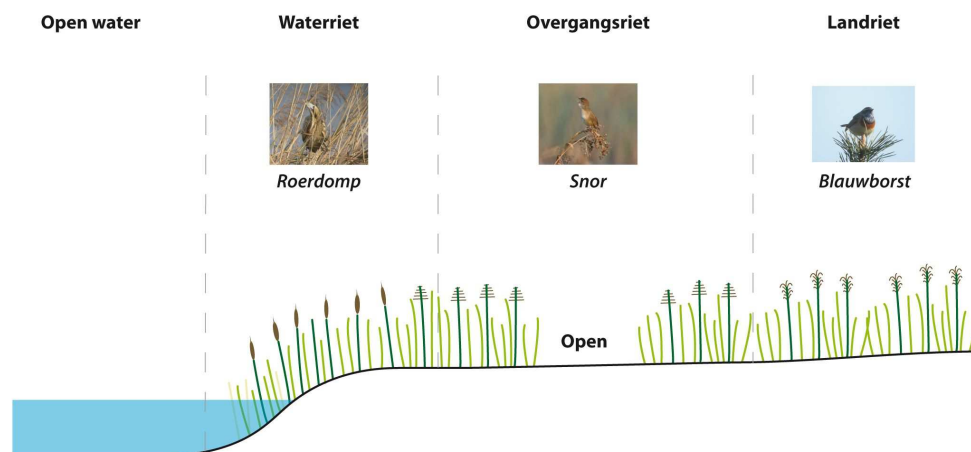 Open water
Waterriet
Overgangsriet
Landriet
Roerdomp
Snor
Blauwborst
Open